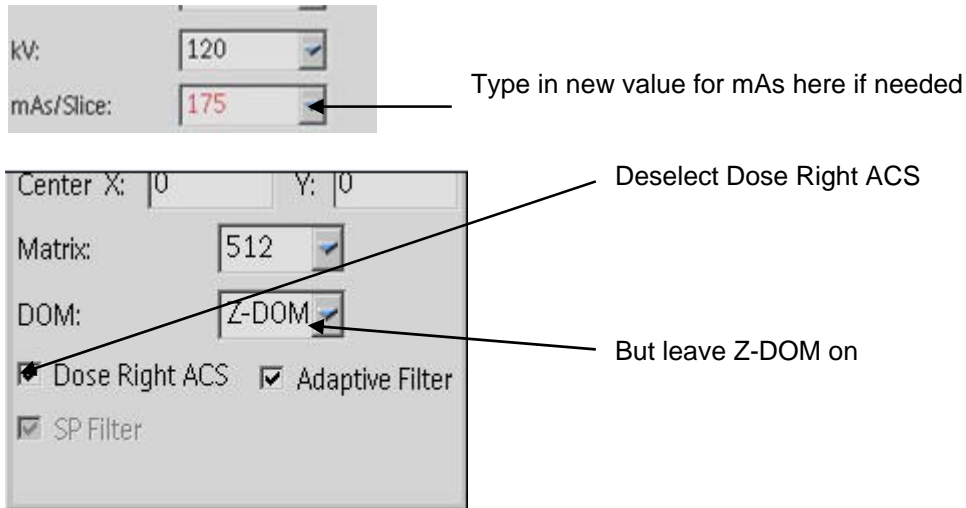 kV: 120
mAs/Slice: 175
Type in new value for mAs here if needed
Center X: 0 Y: 0
Deselect Dose Right ACS
Matrix: 512
DOM: Z-DOM
But leave Z-DOM on
Dose Right ACS Adaptive Filter
SP Filter